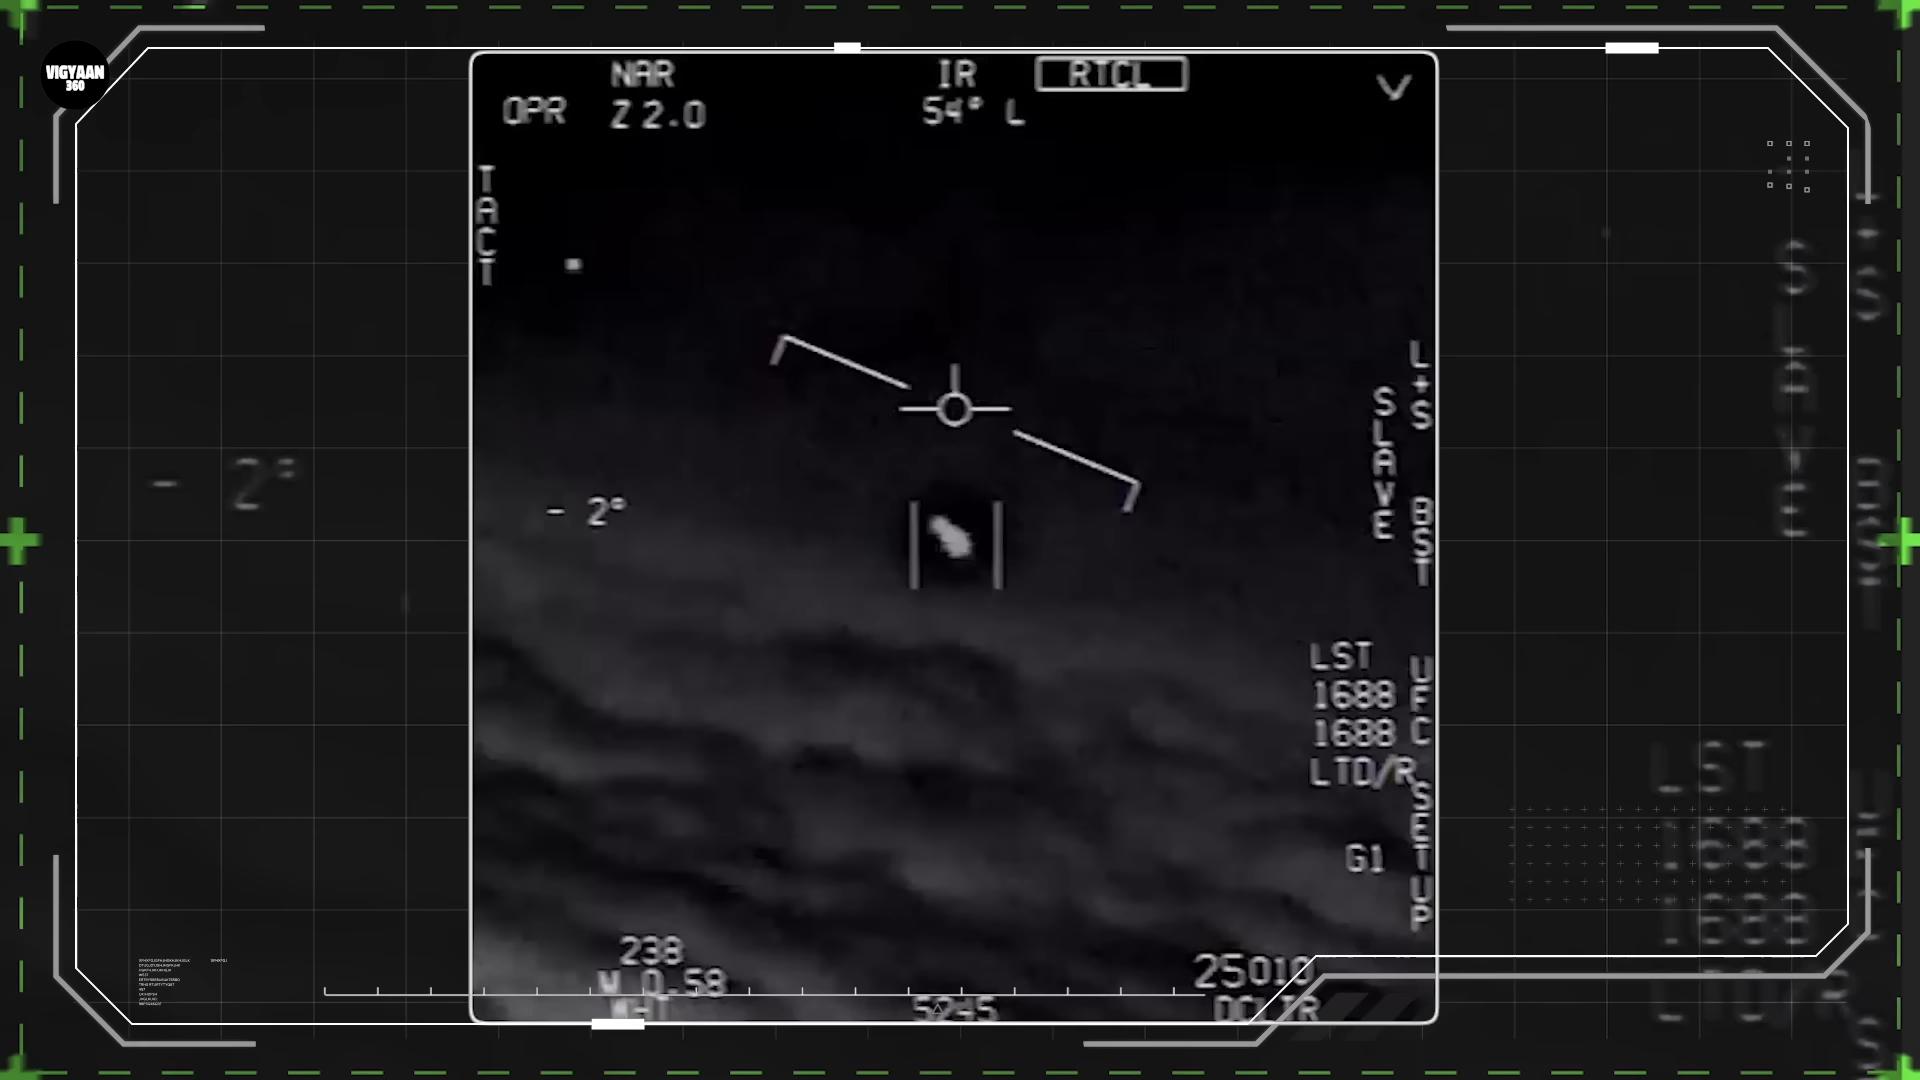 VIGYAAN
360
NAR
IR
RTCL
OPR
Z 2.0
54° L
TACT
L+S
SLAVE
- 2°
BST
LST
1688
1688
LTD/R
UFC
SETUP
G1
238
M 0.58
25010
5245
DCLTR